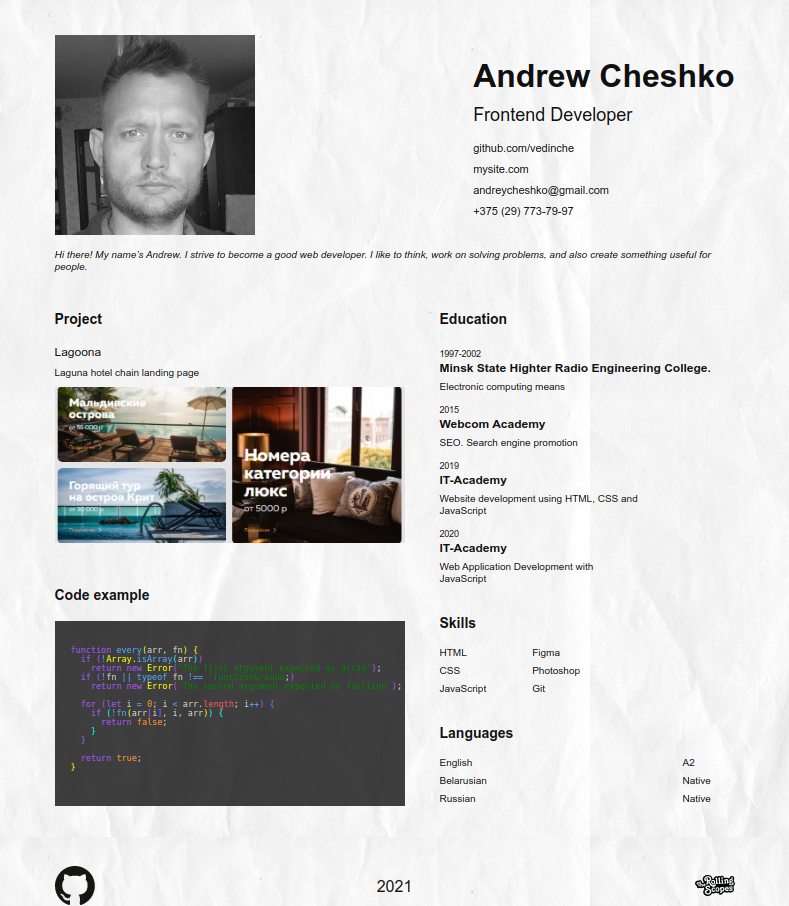 Andrew Cheshko
Frontend Developer
github.com/vedinche
mysite.com
andreycheshko@gmail.com
+375 (29) 773-79-97
Hi there! My name's Andrew. I strive to become a good web developer. I like to think, work on solving problems, and also create something useful for
people.
Project
Lagoona
Laguna hotel chain landing page
Мальдивские
острова
Горящий тур
на остров Крит
Номера
категории
люкс
от 5000 р
Code example
function every(arr, fn) {
if (!Array.isArray(arr))
return new Error('The first argument expected as array');
if (!fn || typeof fn !==
return new Error('The second argument expected as function');
for (let i = 0; i < arr.length; i++) {
if (!fn(arr[i], i, arr)) {
return false;
}
}
return true;
}
Education
1997-2002
Minsk State Highter Radio Engineering College.
Electronic computing means
2015
Webcom Academy
SEO. Search engine promotion
2019
IT-Academy
Website development using HTML, CSS and
JavaScript
2020
IT-Academy
Web Application Development with
JavaScript
Skills
HTML Figma
CSS Photoshop
JavaScript Git
Languages
English A2
Belarusian Native
Russian Native
2021
The Rolling
Scopes